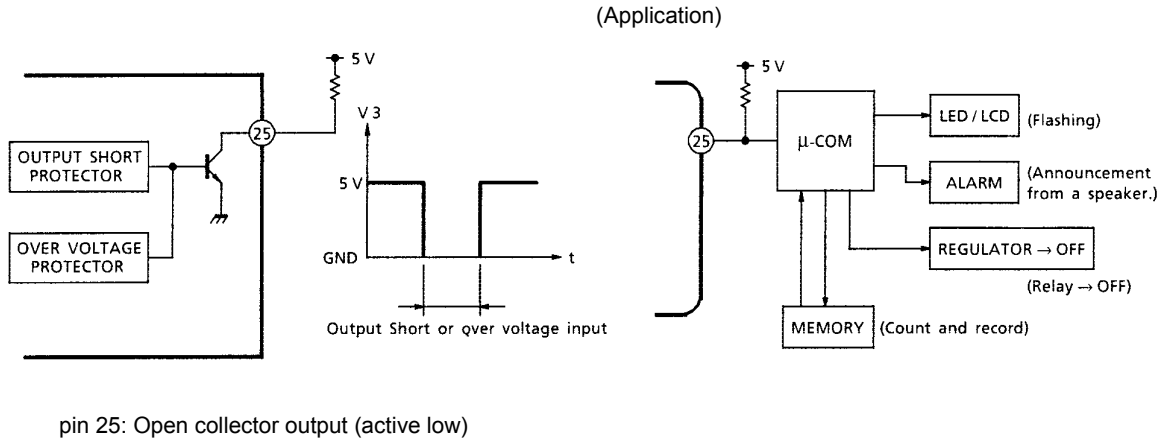 (Application)
5 V
25
OUTPUT SHORT
PROTECTOR
OVER VOLTAGE
PROTECTOR
V 3
5 V
GND
t
Output Short or over voltage input
5 V
25
μ-COM
LED / LCD
(Flashing)
ALARM
(Announcement
from a speaker.)
REGULATOR → OFF
(Relay → OFF)
MEMORY
(Count and record)
pin 25: Open collector output (active low)